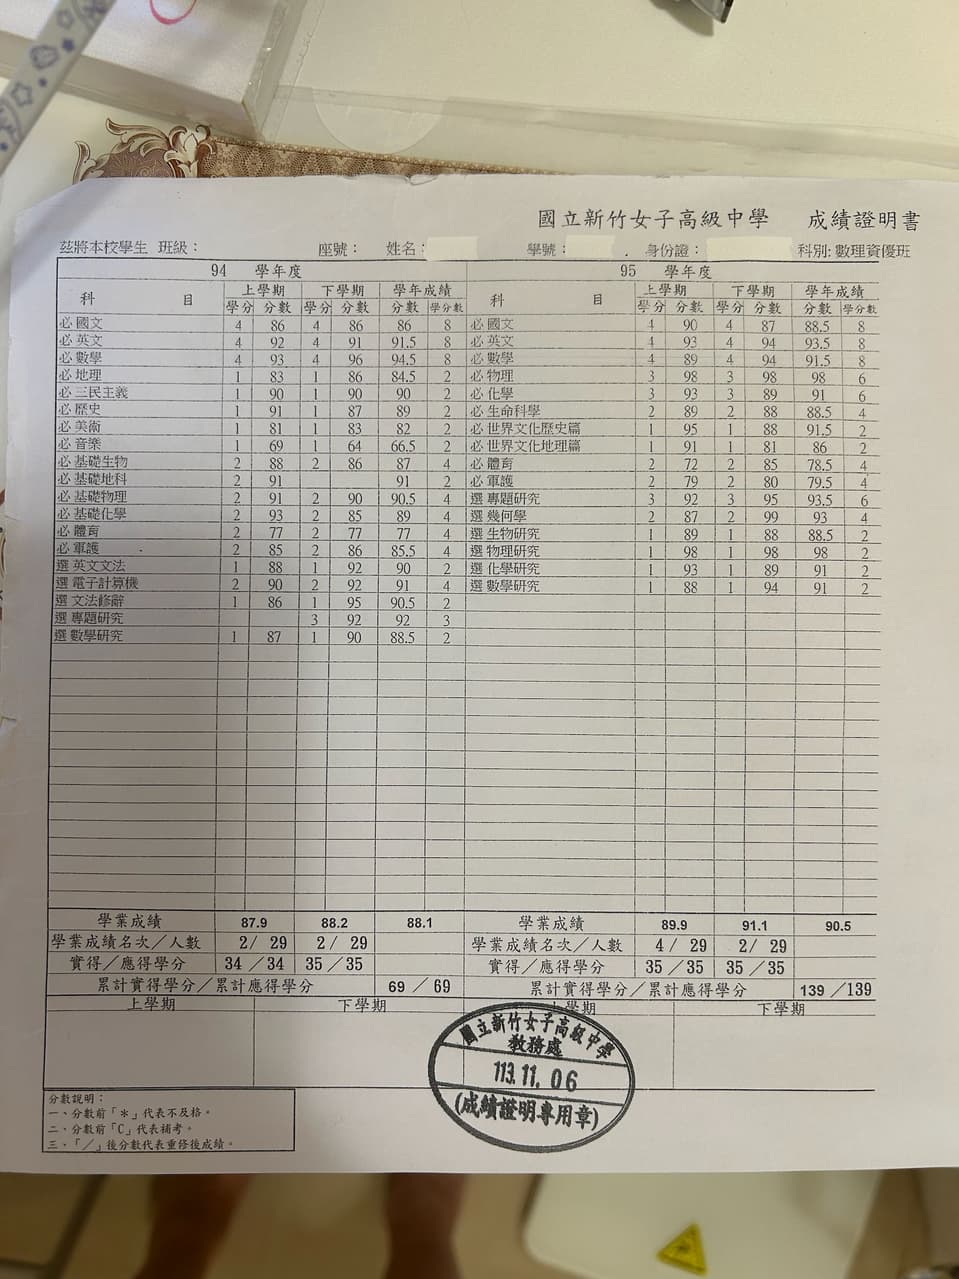 國立新竹女子高級中學 成績證明書
茲將本校學生 班級： 座號： 姓名： 學號： 身份證： 科別: 數理資優班
94 學年度 95 學年度
科 目 上學期 下學期 學年成績 科 目 上學期 下學期 學年成績
學分 分數 學分 分數 分數 學分數 學分 分數 學分 分數 分數 學分數
必 國文 4 86 4 86 86 8 必 國文 4 90 4 87 88.5 8
必 英文 4 92 4 91 91.5 8 必 英文 4 93 4 94 93.5 8
必 數學 4 93 4 96 94.5 8 必 數學 4 89 4 94 91.5 8
必 地理 1 83 1 86 84.5 2 必 物理 3 98 3 98 98 6
必 三民主義 1 90 1 90 90 2 必 化學 3 93 3 89 91 6
必 歷史 1 91 1 87 89 2 必 生命科學 2 89 2 88 88.5 4
必 美術 1 81 1 83 82 2 必 世界文化歷史篇 1 95 1 88 91.5 2
必 音樂 1 69 1 64 66.5 2 必 世界文化地理篇 1 91 1 81 86 2
必 基礎生物 2 88 2 86 87 4 必 體育 2 72 2 85 78.5 4
必 基礎地科 2 91 91 2 必 軍護 2 79 2 80 79.5 4
必 基礎物理 2 91 2 90 90.5 4 選 專題研究 3 92 3 95 93.5 6
必 基礎化學 2 93 2 85 89 4 選 幾何學 2 87 2 99 93 4
必 體育 2 77 2 77 77 4 選 生物研究 1 89 1 88 88.5 2
必 軍護 2 85 2 86 85.5 4 選 物理研究 1 98 1 98 98 2
選 英文文法 1 88 1 92 90 2 選 化學研究 1 93 1 89 91 2
選 電子計算機 2 90 2 92 91 4 選 數學研究 1 88 1 94 91 2
選 文法修辭 1 86 1 95 90.5 2
選 專題研究 3 92 92 3
選 數學研究 1 87 1 90 88.5 2
學業成績 87.9 88.2 88.1 學業成績 89.9 91.1 90.5
學業成績名次／人數 2/ 29 2/ 29 學業成績名次／人數 4/ 29 2/ 29
實得／應得學分 34 ／34 35 ／35 實得／應得學分 35 ／35 35 ／35
累計實得學分／累計應得學分 69 ／ 69 累計實得學分／累計應得學分 139 ／139
上學期 下學期 上學期 下學期
國立新竹女子高級中學
教務處
113. 11. 06
(成績證明專用章)
分數說明：
一、分數前「＊」代表不及格。
二、分數前「C」代表補考。
三、「／」後分數代表重修後成績。